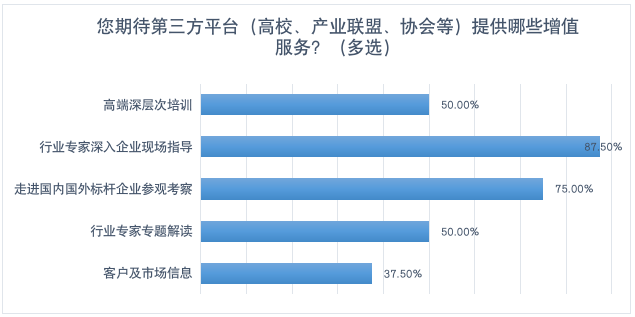 您期待第三方平台（高校、产业联盟、协会等）提供哪些增值
服务？（多选）
高端深层次培训 50.00%
行业专家深入企业现场指导 87.50%
走进国内国外标杆企业参观考察 75.00%
行业专家专题解读 50.00%
客户及市场信息 37.50%